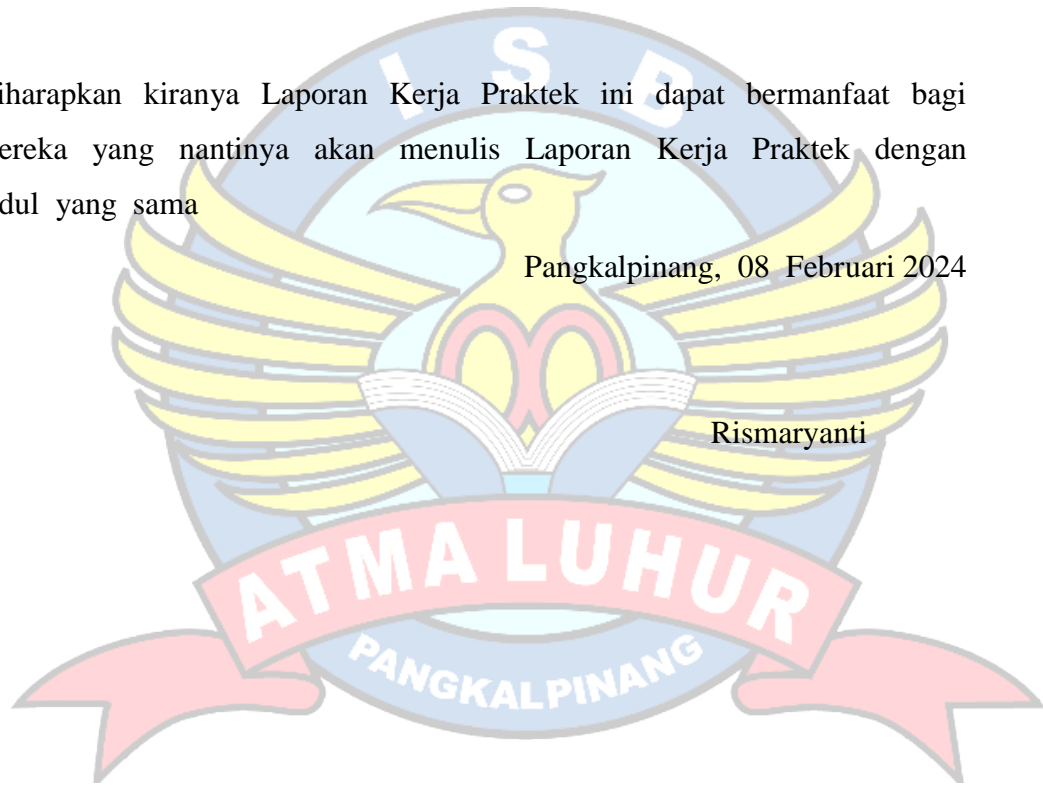 I S B
iharapkan kiranya Laporan Kerja Praktek ini dapat bermanfaat bagi
ereka yang nantinya akan menulis Laporan Kerja Praktek dengan
dul yang sama
Pangkalpinang, 08 Februari 2024
Rismaryanti
ATMA LUHUR
PANGKALPINANG